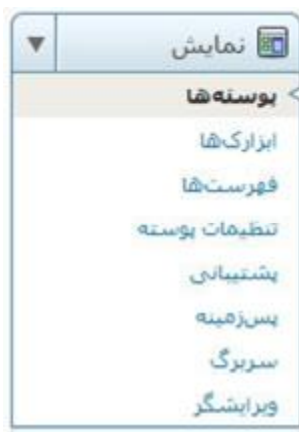 نمایش
پوسته‌ها
ابزارک‌ها
فهرست‌ها
تنظیمات پوسته
پشتیبانی
پس‌زمینه
سربرگ
ویرایشگر